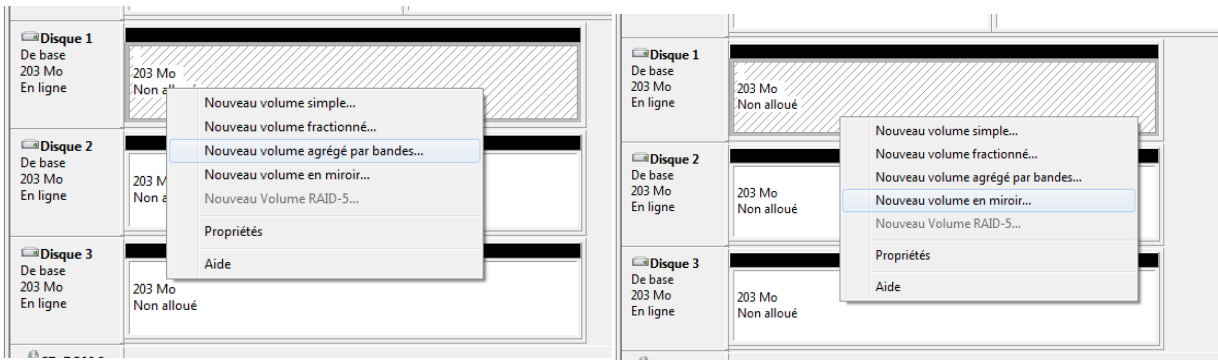 Disque 1
De base
203 Mo
En ligne
203 Mo
Non al
Nouveau volume simple...
Nouveau volume fractionné...
Nouveau volume agrégé par bandes...
Nouveau volume en miroir...
Nouveau Volume RAID-5...
Propriétés
Aide
Disque 2
De base
203 Mo
En ligne
203 M
Non a
Disque 3
De base
203 Mo
En ligne
203 Mo
Non alloué
Disque 1
De base
203 Mo
En ligne
203 Mo
Non alloué
Nouveau volume simple...
Nouveau volume fractionné...
Nouveau volume agrégé par bandes...
Nouveau volume en miroir...
Nouveau Volume RAID-5...
Propriétés
Aide
Disque 2
De base
203 Mo
En ligne
203 Mo
Non alloué
Disque 3
De base
203 Mo
En ligne
203 Mo
Non alloué